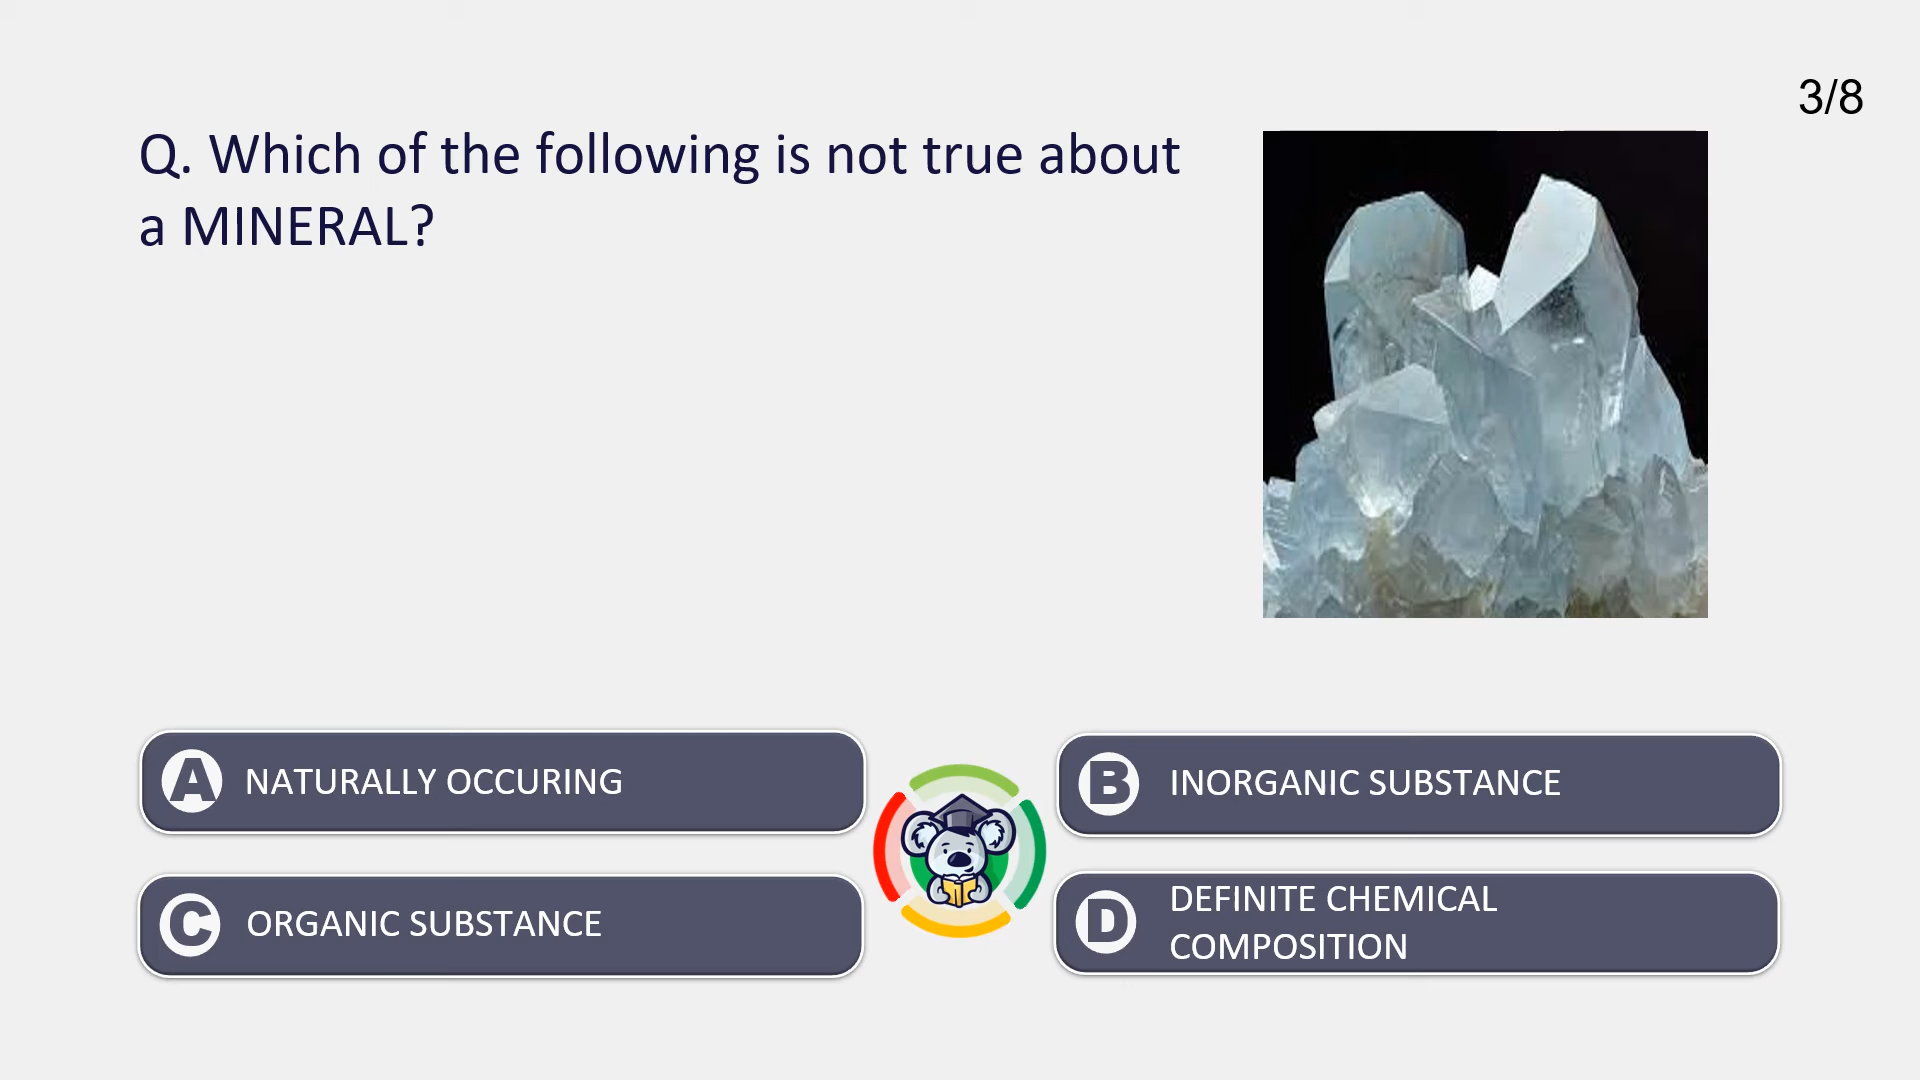 3/8
Q. Which of the following is not true about
a MINERAL?
A NATURALLY OCCURING
B INORGANIC SUBSTANCE
C ORGANIC SUBSTANCE
D DEFINITE CHEMICAL
COMPOSITION